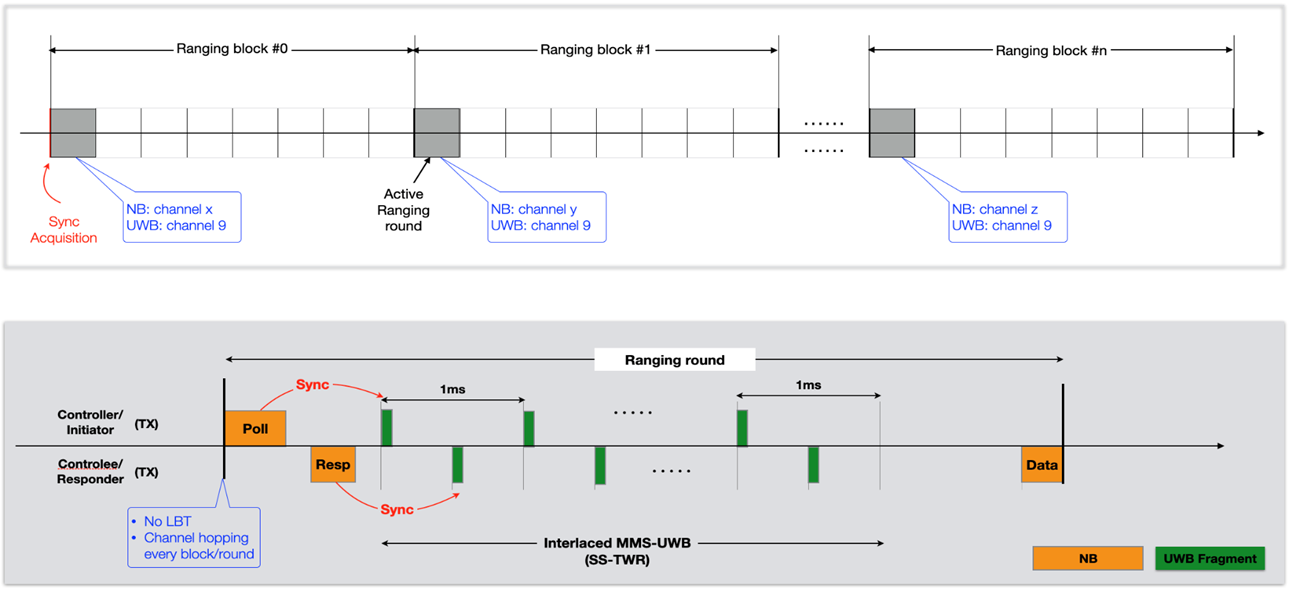 Ranging block #0
Ranging block #1
Ranging block #n
......
......
Sync
Acquisition
NB: channel x
UWB: channel 9
Active
Ranging
round
NB: channel y
UWB: channel 9
NB: channel z
UWB: channel 9
Ranging round
Sync
1ms
1ms
Controller/
Initiator
(TX)
Poll
.....
Controlee/
Responder
(TX)
Resp
.....
Data
Sync
• No LBT
• Channel hopping
every block/round
Interlaced MMS-UWB
(SS-TWR)
NB
UWB Fragment